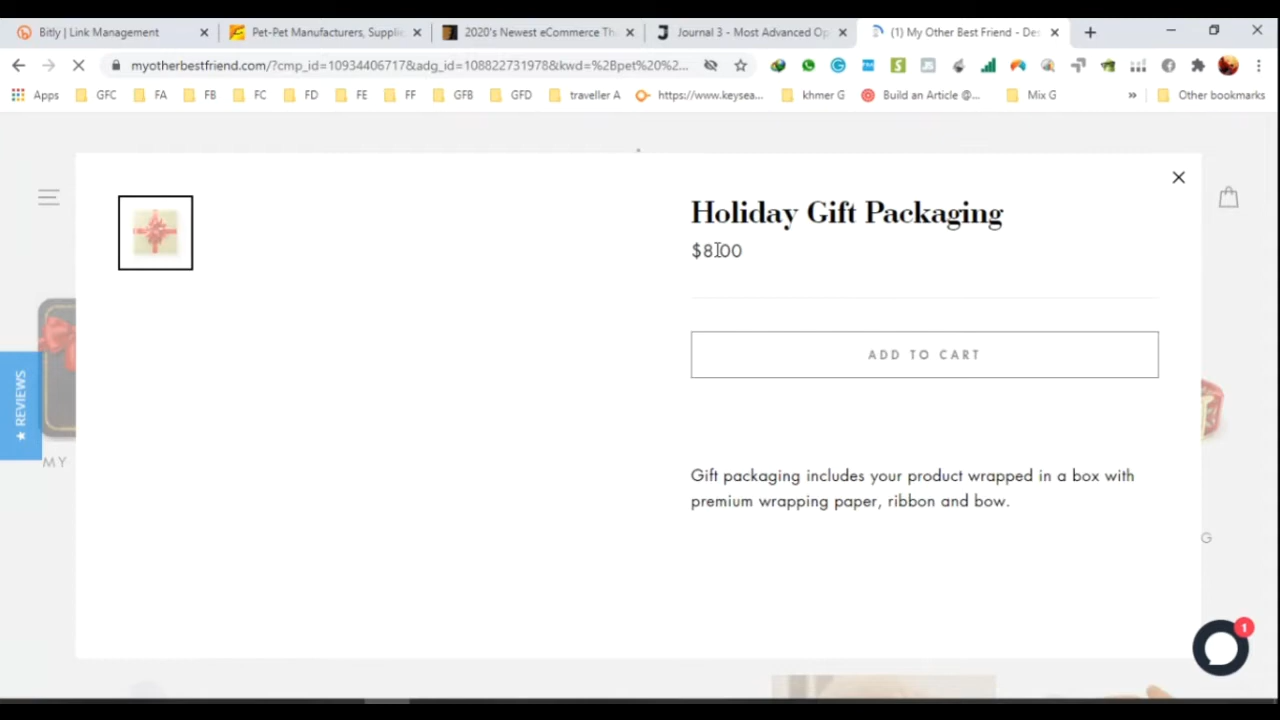 Bitly | Link Management
Pet-Pet Manufacturers, Supplic
2020's Newest eCommerce Th
Journal 3 - Most Advanced Op
(1) My Other Best Friend - Des
myotherbestfriend.com/?cmp_id=10934406717&adg_id=108822731978&kwd=%2Bpet%20%2...
Apps
GFC
FA
FB
FC
FD
FE
FF
GFB
GFD
traveller A
https://www.keysea...
khmer G
Build an Article @...
Mix G
»
Other bookmarks
Holiday Gift Packaging
$8.00
ADD TO CART
★ REVIEWS
MY
Gift packaging includes your product wrapped in a box with
premium wrapping paper, ribbon and bow.
G
1